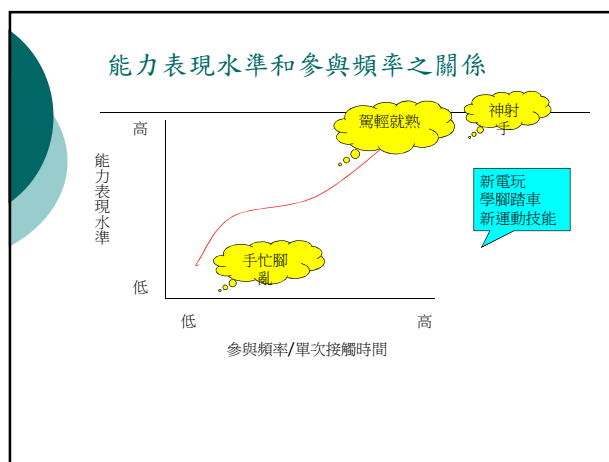 能力表現水準和參與頻率之關係
高
能力表現水準
低
駕輕就熟
神射
手
新電玩
學腳踏車
新運動技能
手忙腳
亂
低
高
參與頻率/單次接觸時間